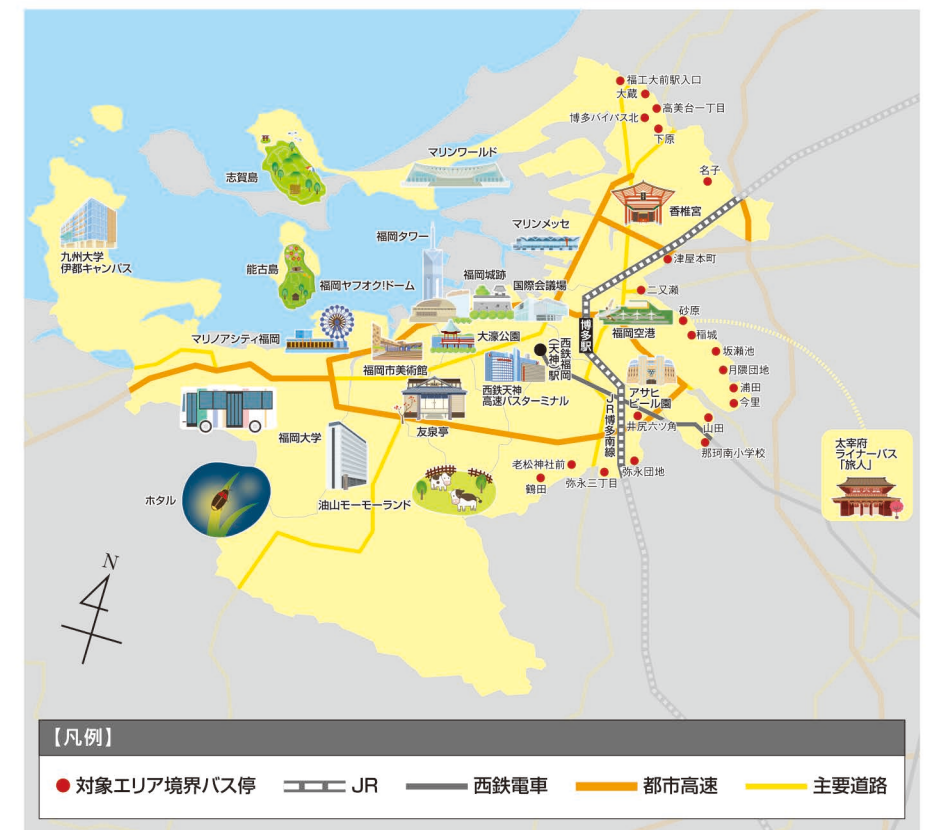 福工大前駅入口
大蔵
高美台一丁目
博多バイパス北
下原
マリンワールド
名子
志賀島
香椎宮
マリンメッセ
福岡タワー
九州大学
伊都キャンパス
津屋本町
能古島
福岡城跡
福岡ヤフオク!ドーム
国際会議場
二又瀬
砂原
福岡空港
稲城
マリノアシティ福岡
大濠公園
博多駅
西鉄福岡
(天神)駅
坂瀬池
福岡市美術館
西鉄天神
高速バスターミナル
月隈団地
アサヒ
ビール園
浦田
今里
JR博多南線
井尻六ツ角
山田
友泉亭
福岡大学
那珂南小学校
太宰府
ライナーバス
「旅人」
老松神社前
弥永団地
鶴田
弥永三丁目
ホタル
油山モーモーランド
N
【凡例】
対象エリア境界バス停
JR
西鉄電車
都市高速
主要道路